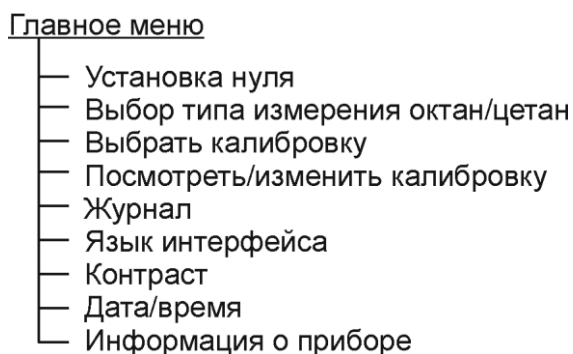 Главное меню
Установка нуля
Выбор типа измерения октан/цетан
Выбрать калибровку
Посмотреть/изменить калибровку
Журнал
Язык интерфейса
Контраст
Дата/время
Информация о приборе